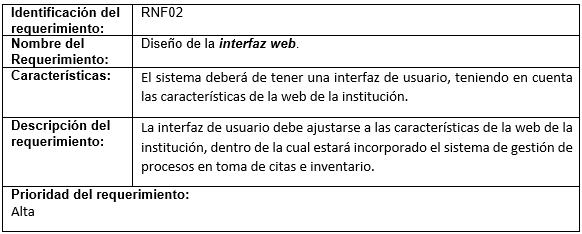 Identificación del requerimiento: RNF02
Nombre del Requerimiento: Diseño de la interfaz web.
Características: El sistema deberá de tener una interfaz de usuario, teniendo en cuenta
las características de la web de la institución.
Descripción del requerimiento: La interfaz de usuario debe ajustarse a las características de la web de la
institución, dentro de la cual estará incorporado el sistema de gestión de
procesos en toma de citas e inventario.
Prioridad del requerimiento:
Alta